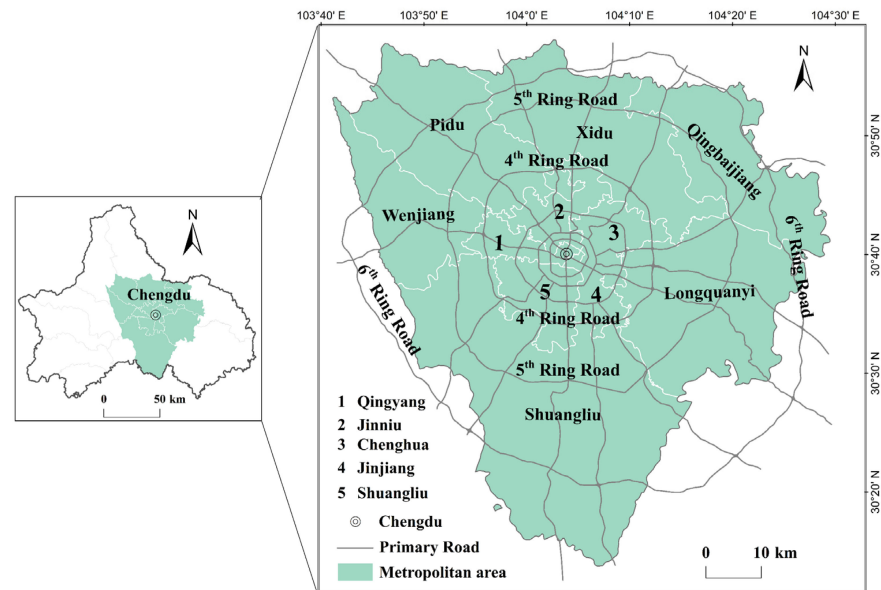 103°40' E
103°50' E
104°0' E
104°10' E
104°20' E
104°30' E
N
5th Ring Road
Pidu
Xidu
Qingbaijiang
30°50' N
4th Ring Road
Wenjiang
2
1
3
6th Ring Road
30°40' N
6th Ring Road
5
4
Longquanyi
4th Ring Road
5th Ring Road
30°30' N
Shuangliu
1 Qingyang
2 Jinniu
3 Chenghua
4 Jinjiang
5 Shuangliu
Chengdu
Primary Road
Metropolitan area
30°20' N
0 10 km
N
Chengdu
0 50 km